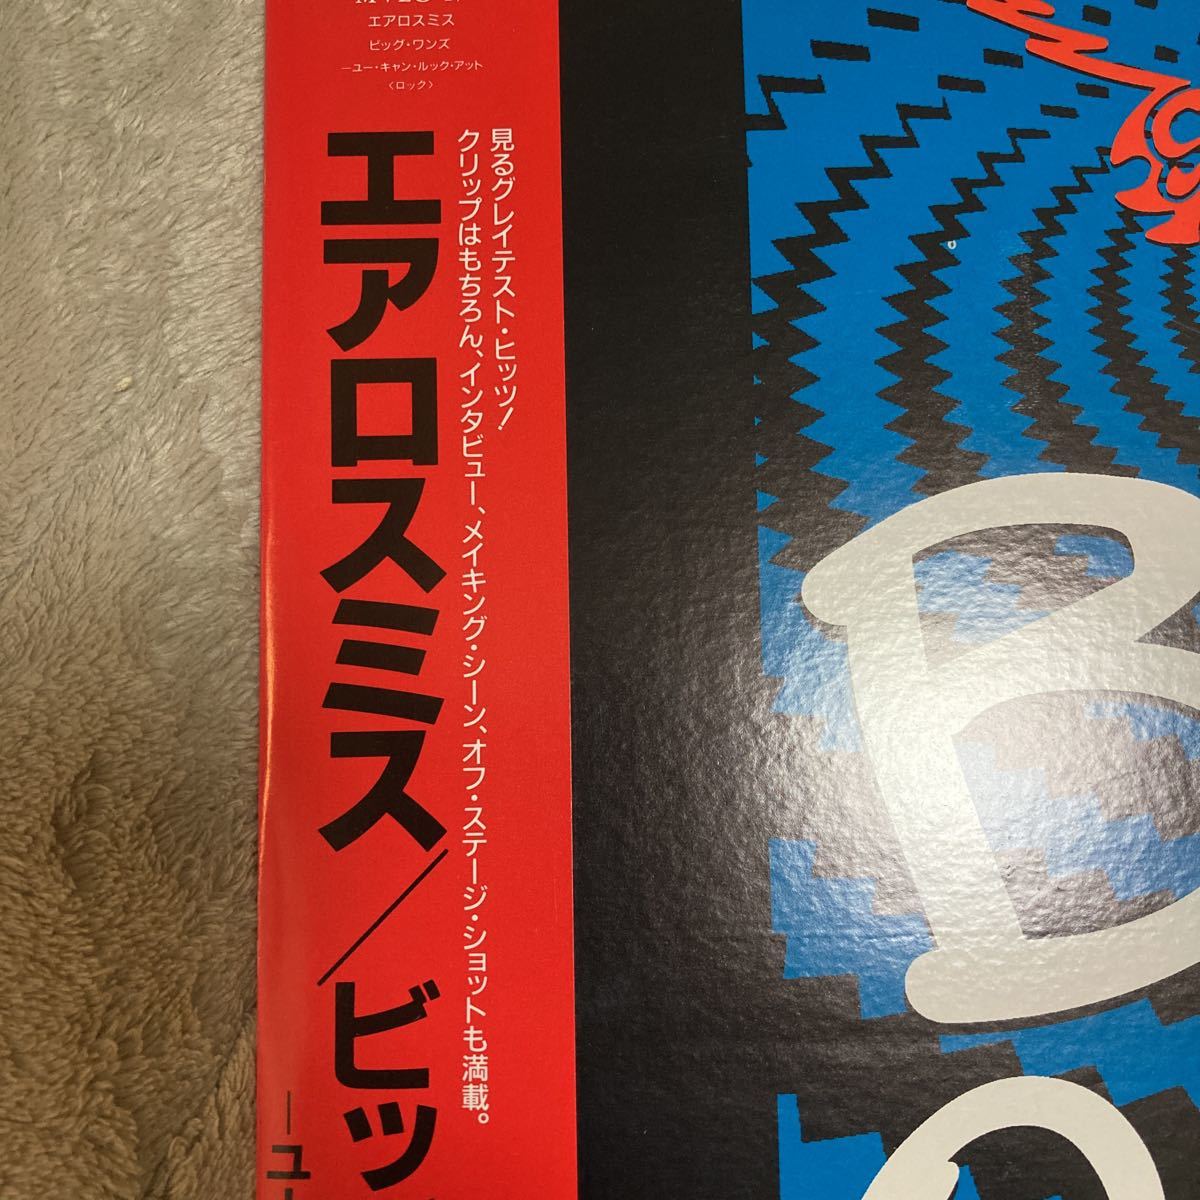 エアロスミス
ビッグ・ワンズ
—ユー・キャン・ルック・アット
〈ロック〉
見るグレイテスト・ヒッツ!
クリップはもちろん、インタビュー、メイキング・シーン、オフ・ステージ・ショットも満載。
エアロスミス/ビッ
—ユー
B